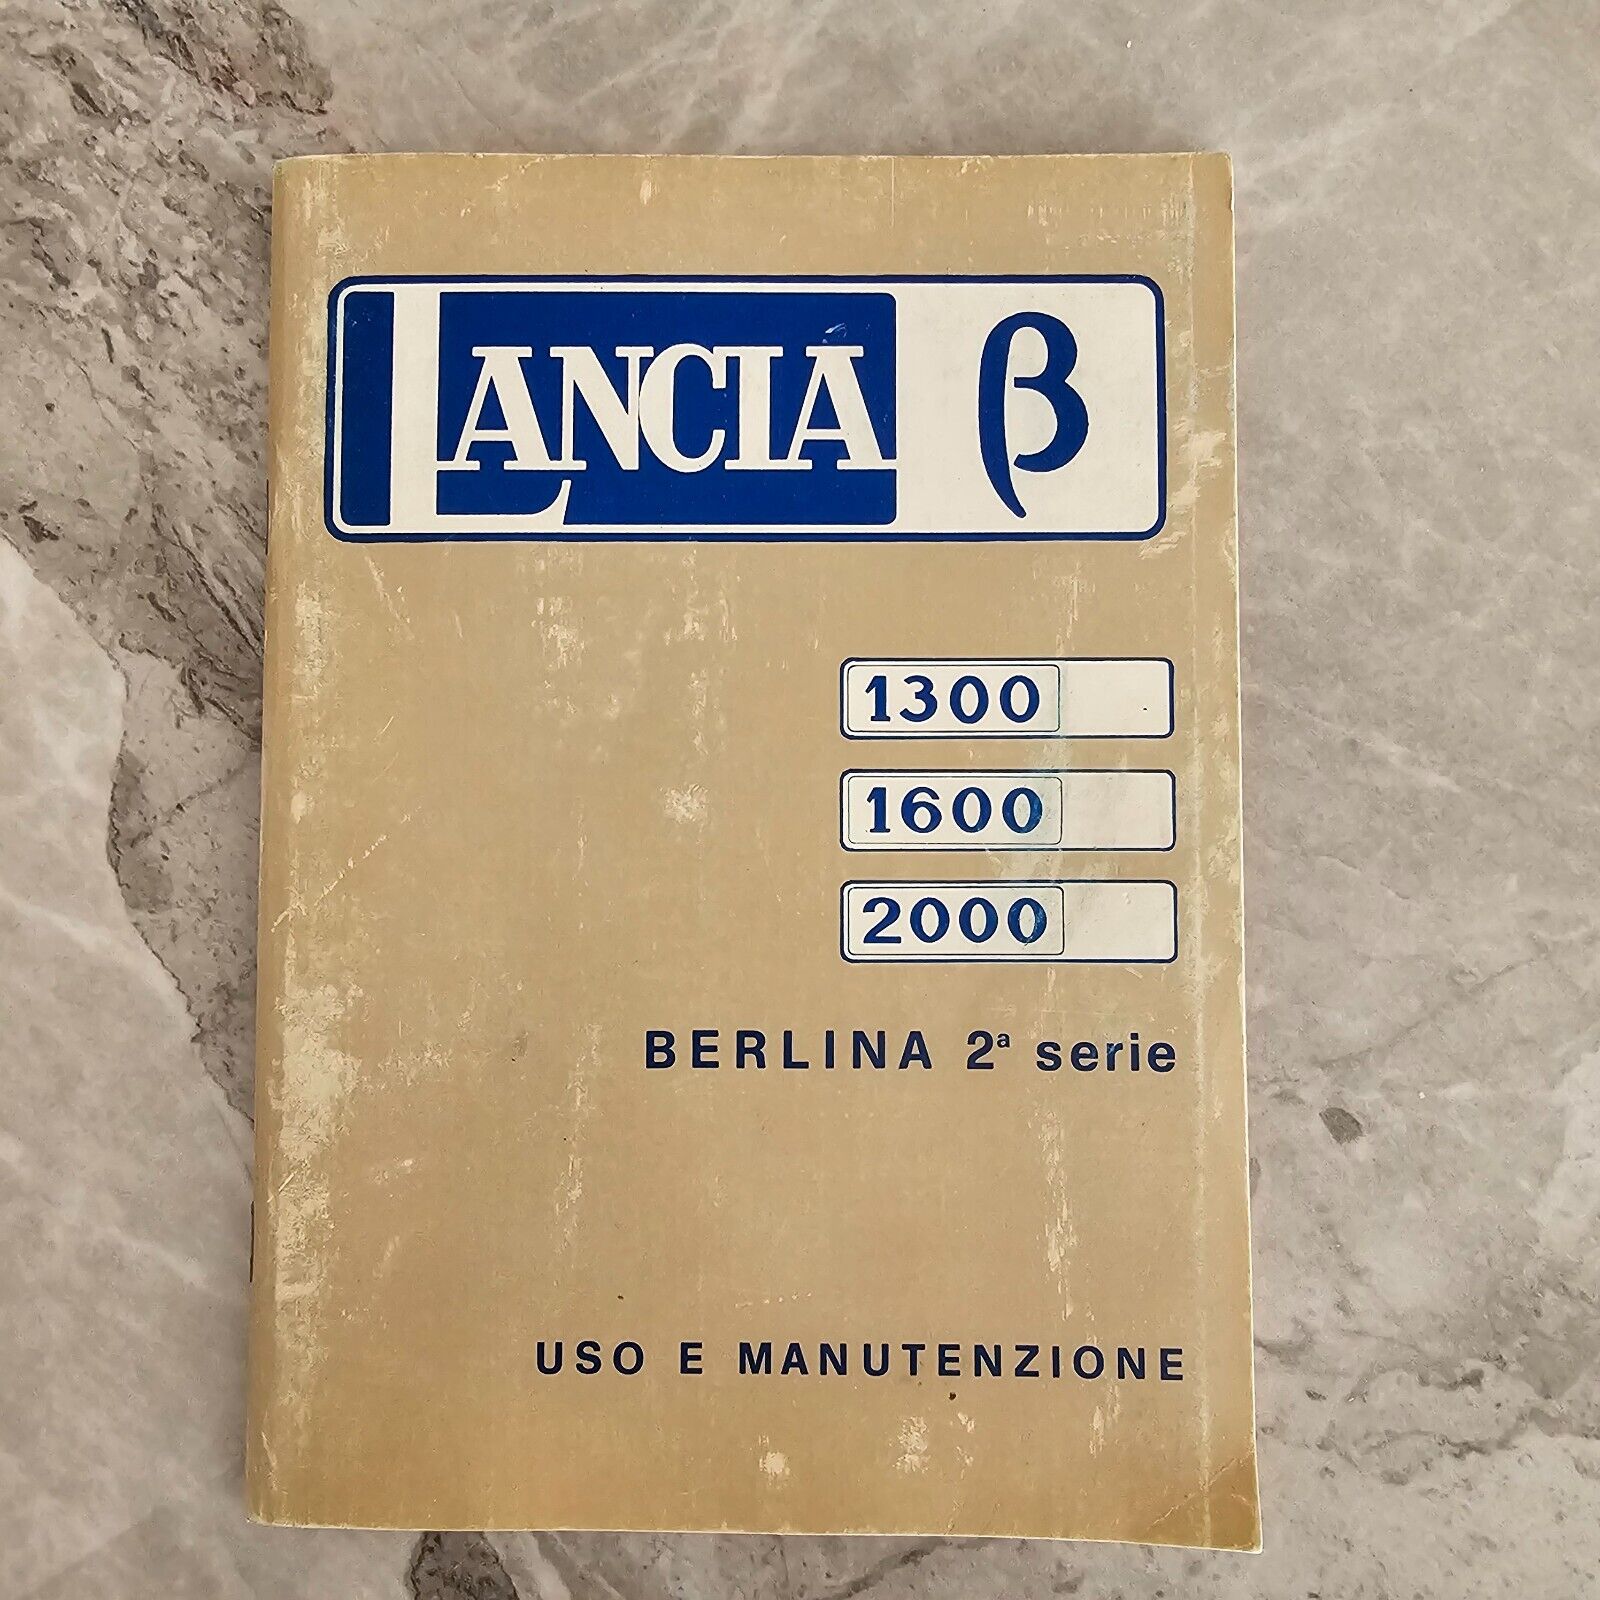 LANCIA β
1300
1600
2000
BERLINA 2ª serie
USO E MANUTENZIONE